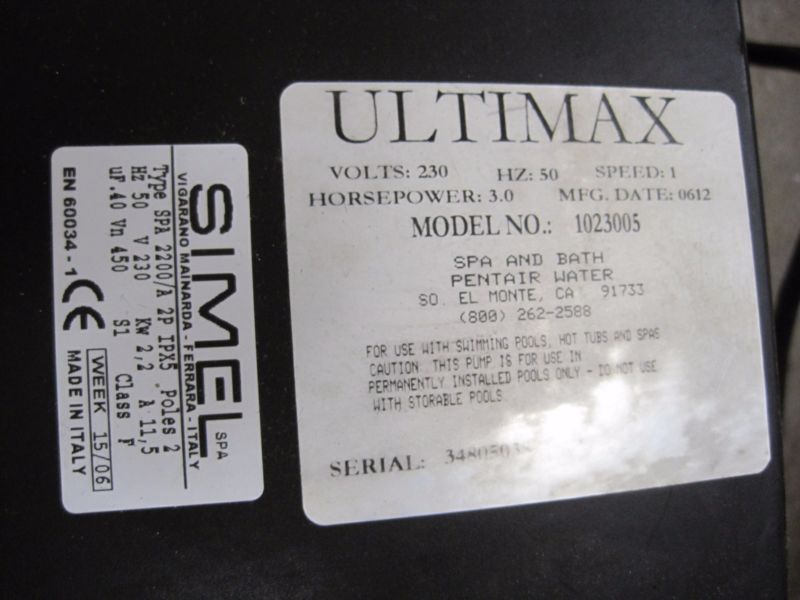 SIMEL SPA
VIGARANO MAINARDA - FERRARA - ITALY
Type SPA 2200/A 2P IPX5 Poles 2
HZ 50 V 230 Kw 2,2 A 11,5
uF.40 Vn 450 S1 Class F
EN 60034-1 CE WEEK 15/06 MADE IN ITALY
ULTIMAX
VOLTS: 230 HZ: 50 SPEED: 1
HORSEPOWER: 3.0 MFG. DATE: 0612
MODEL NO.: 1023005
SPA AND BATH
PENTAIR WATER
SO. EL MONTE, CA 91733
(800) 262-2588
FOR USE WITH SWIMMING POOLS, HOT TUBS AND SPAS
CAUTION: THIS PUMP IS FOR USE IN
PERMANENTLY INSTALLED POOLS ONLY - DO NOT USE
WITH STORABLE POOLS.
SERIAL: